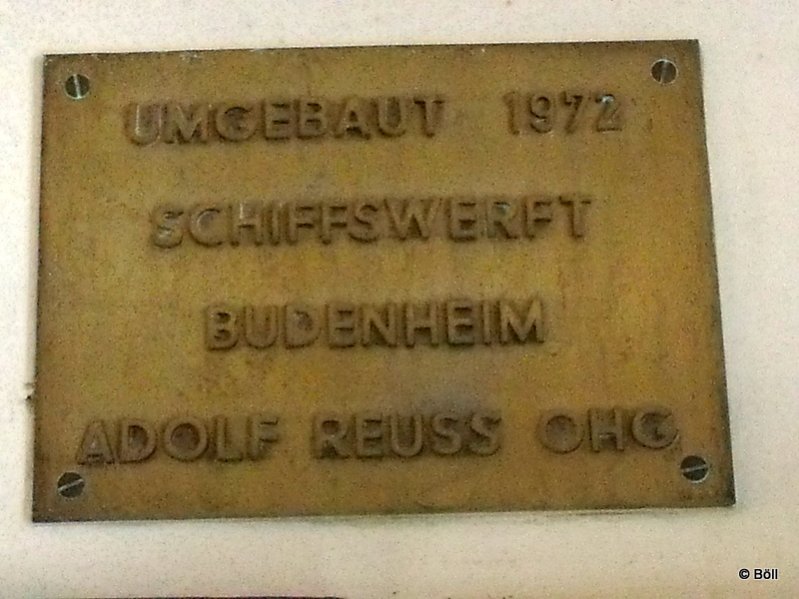 UMGEBAUT 1972
SCHIFFSWERFT
BUDENHEIM
ADOLF REUSS OHG
© Böll